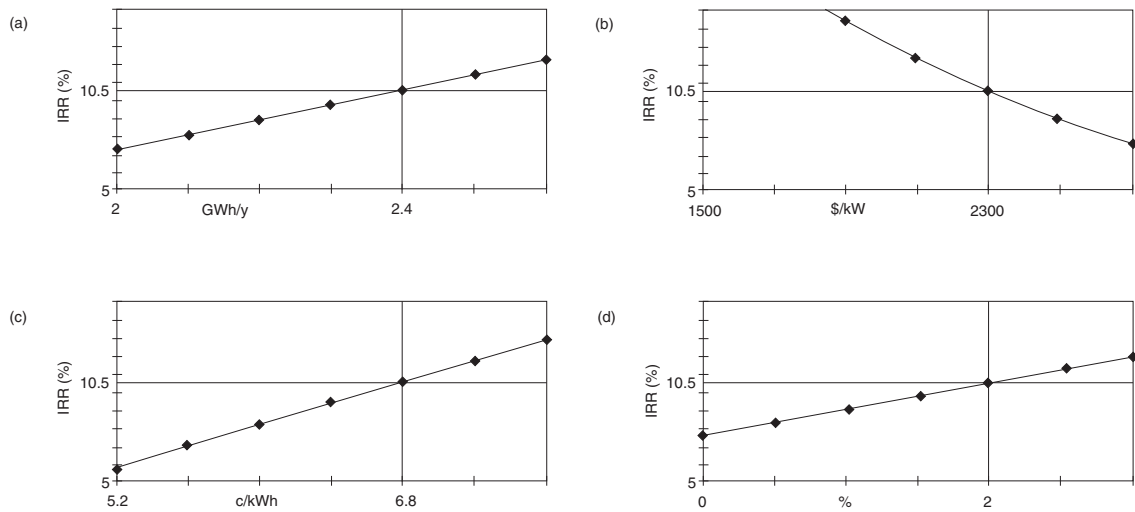 (a)
IRR (%)
10.5
5
2 GWh/y 2.4
(b)
IRR (%)
10.5
5
1500 $/kW 2300
(c)
IRR (%)
10.5
5
5.2 c/kWh 6.8
(d)
IRR (%)
10.5
5
0 % 2